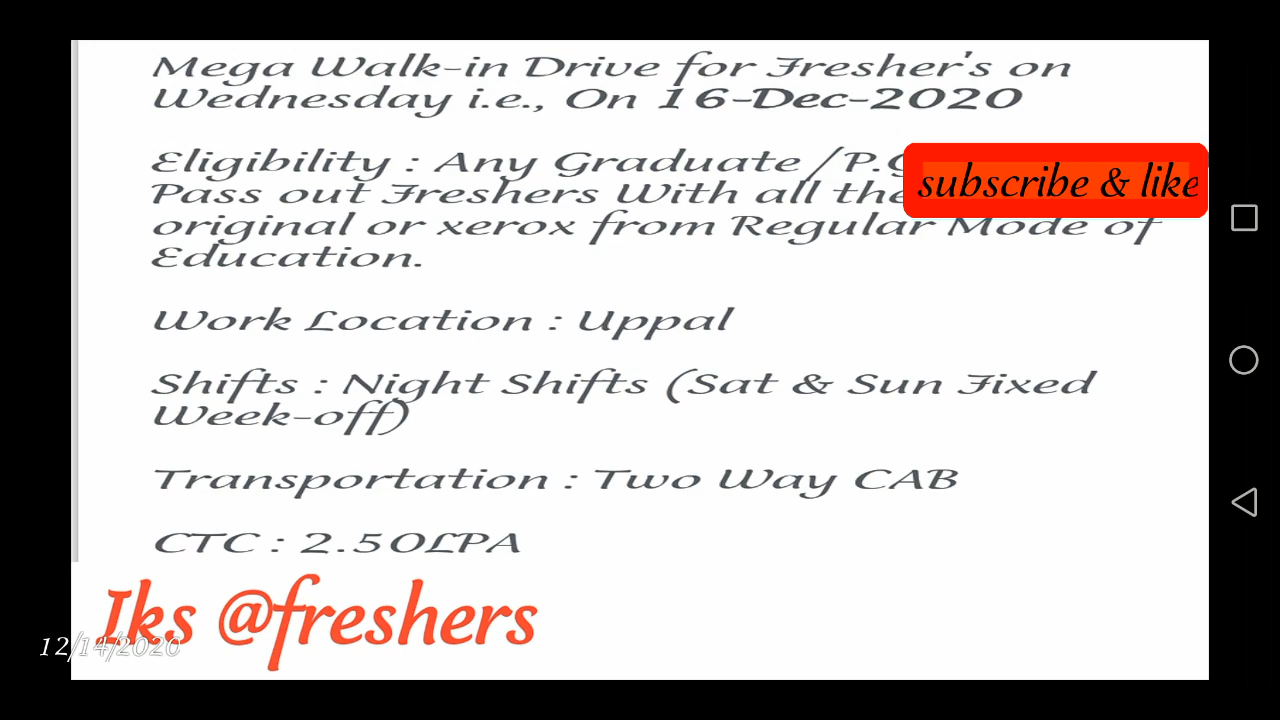 Mega Walk-in Drive for Fresher's on
Wednesday i.e., On 16-Dec-2020
Eligibility : Any Graduate/P.G
subscribe & like
Pass out Freshers With all the
original or xerox from Regular Mode of
Education.
Work Location : Uppal
Shifts : Night Shifts (Sat & Sun Fixed
Week-off)
Transportation : Two Way CAB
CTC : 2.50LPA
Iks @freshers
12/14/2020